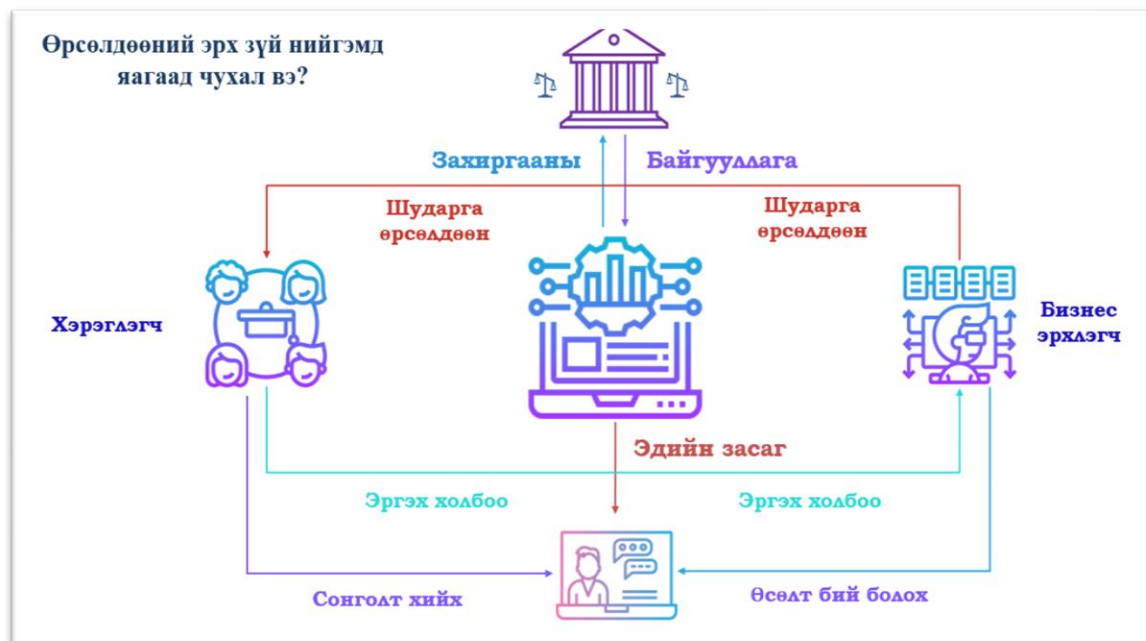 Өрсөлдөөний эрх зүй нийгэмд
яагаад чухал вэ?
Захиргааны
Байгууллага
Шударга
өрсөлдөөн
Шударга
өрсөлдөөн
Хэрэглэгч
Бизнес
эрхлэгч
Эдийн засаг
Эргэх холбоо
Эргэх холбоо
Сонголт хийх
Өсөлт бий болох